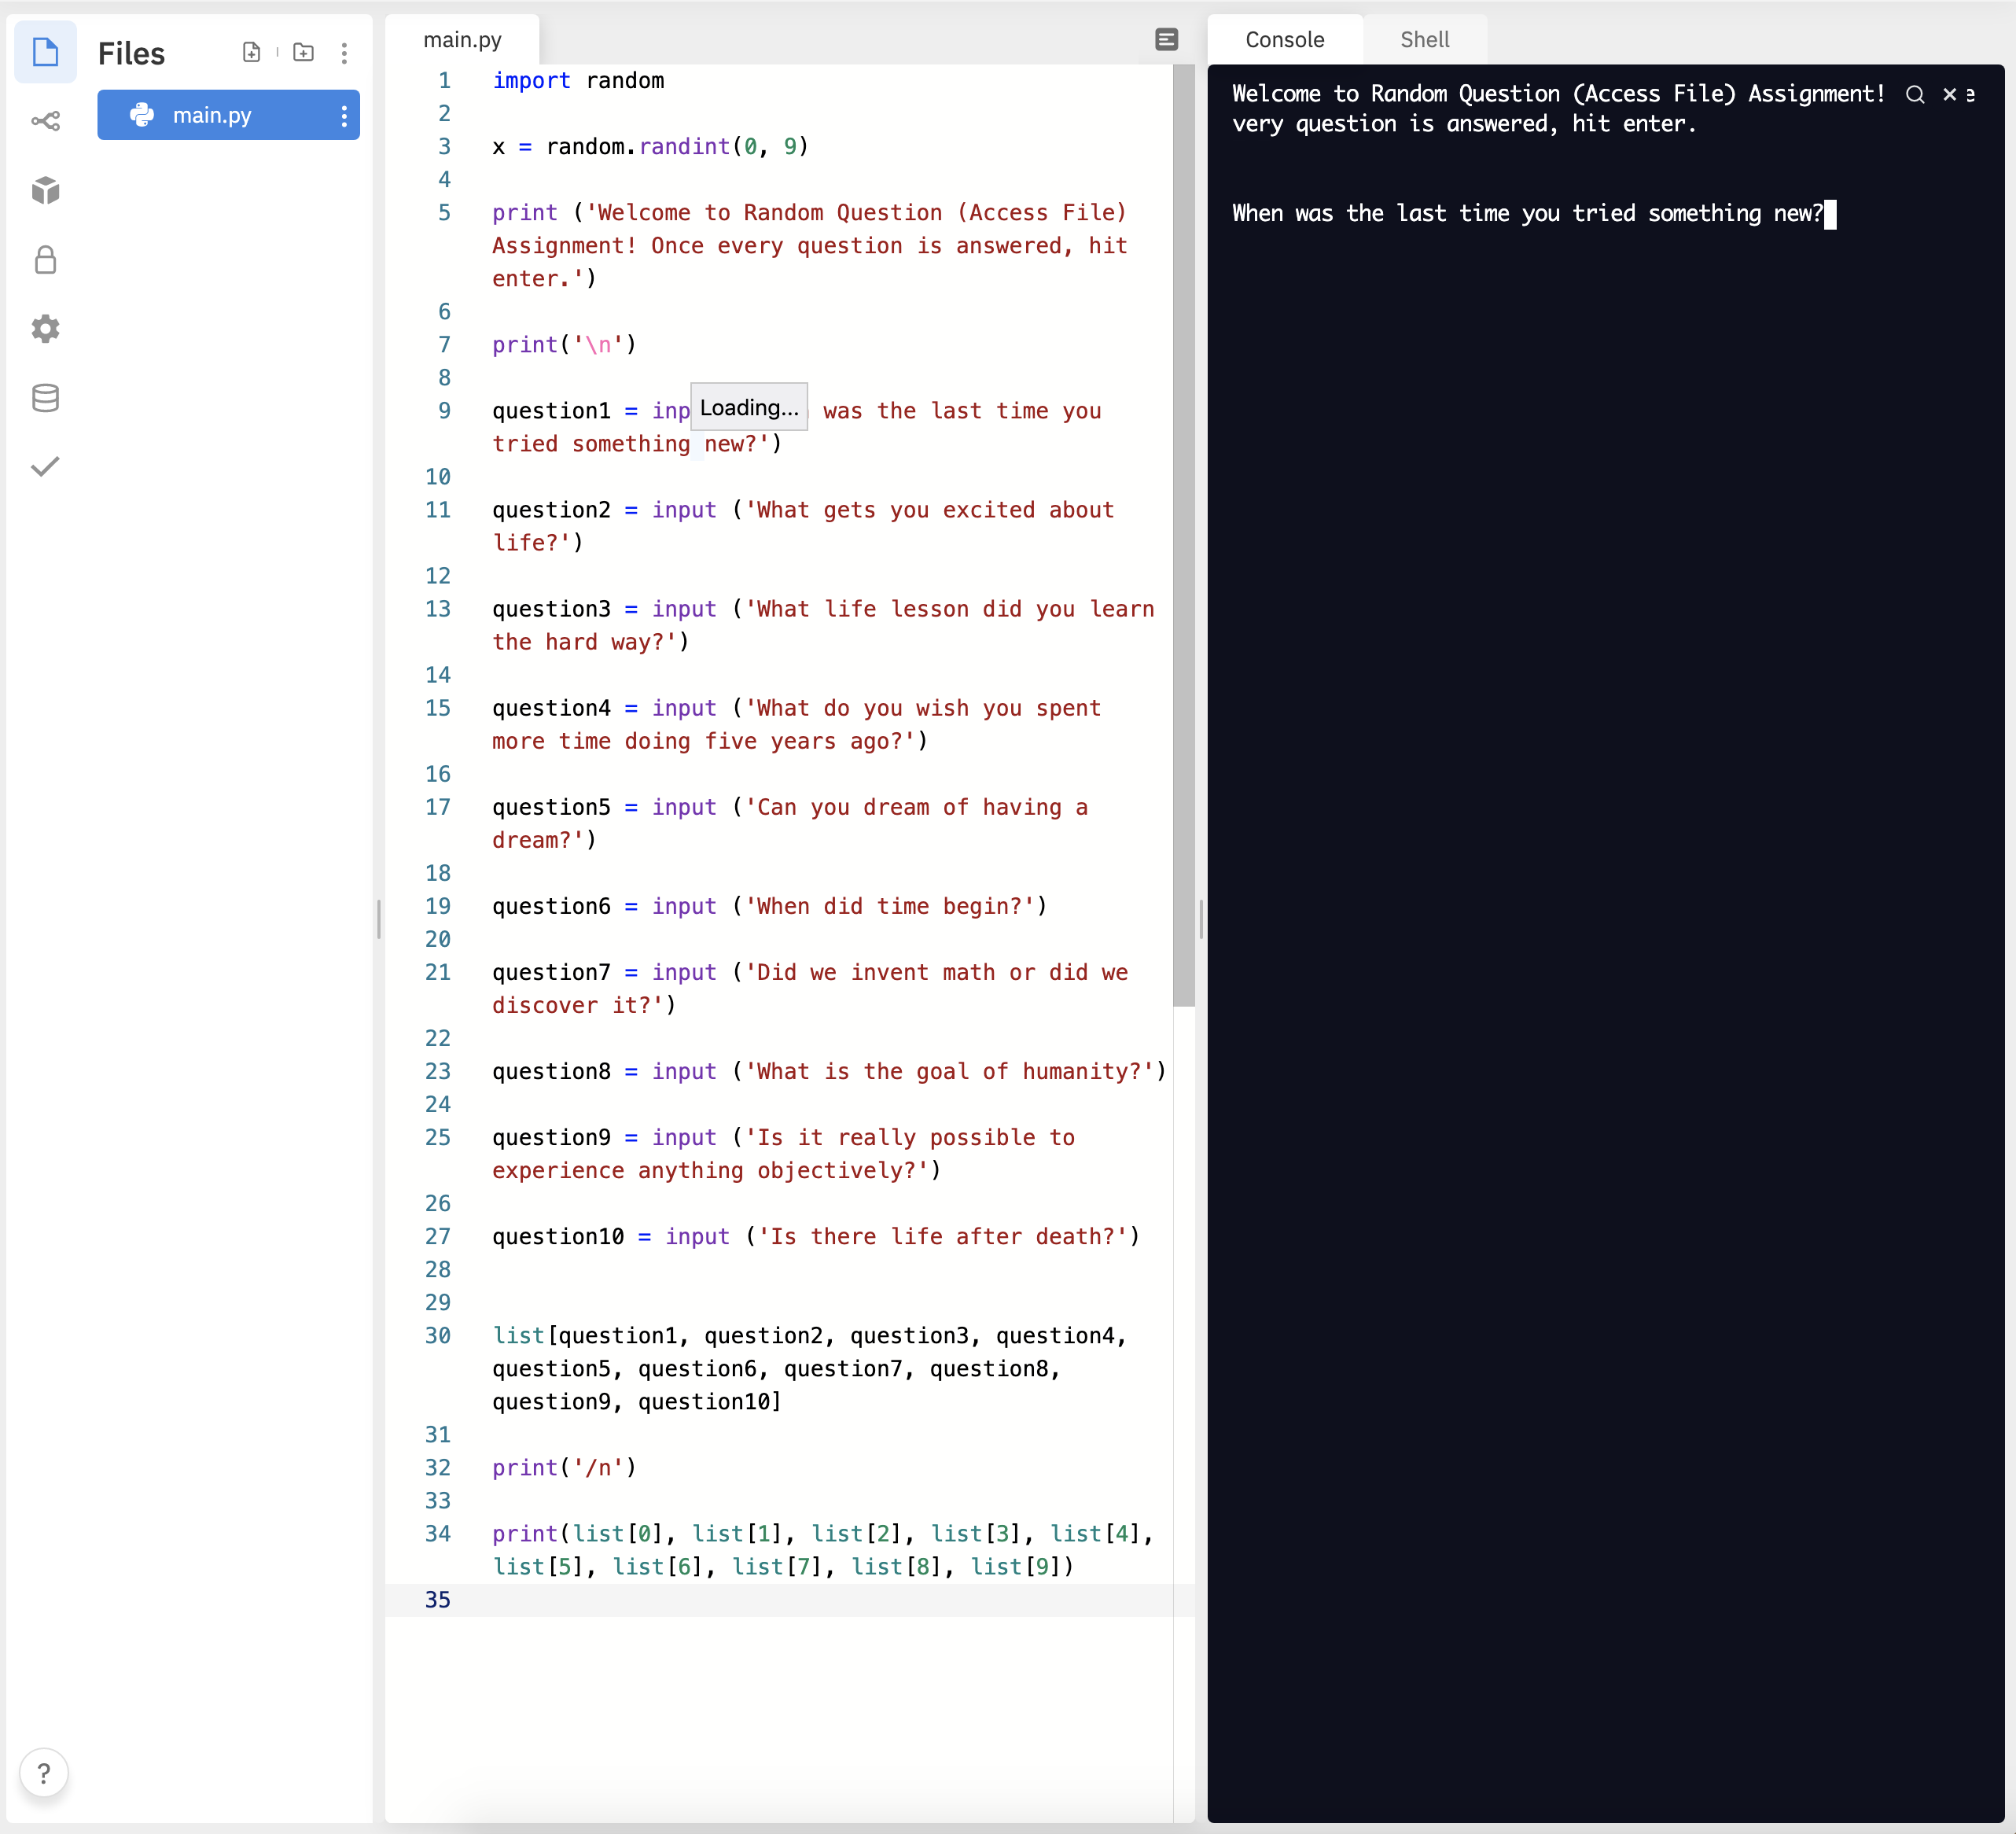 Files
main.py
main.py
1 import random
2
3 x = random.randint(0, 9)
4
5 print ('Welcome to Random Question (Access File)
Assignment! Once every question is answered, hit
enter.')
6
7 print('\n')
8
9 question1 = inp was the last time you
Loading...
tried something new?')
10
11 question2 = input ('What gets you excited about
life?')
12
13 question3 = input ('What life lesson did you learn
the hard way?')
14
15 question4 = input ('What do you wish you spent
more time doing five years ago?')
16
17 question5 = input ('Can you dream of having a
dream?')
18
19 question6 = input ('When did time begin?')
20
21 question7 = input ('Did we invent math or did we
discover it?')
22
23 question8 = input ('What is the goal of humanity?')
24
25 question9 = input ('Is it really possible to
experience anything objectively?')
26
27 question10 = input ('Is there life after death?')
28
29
30 list[question1, question2, question3, question4,
question5, question6, question7, question8,
question9, question10]
31
32 print('/n')
33
34 print(list[0], list[1], list[2], list[3], list[4],
list[5], list[6], list[7], list[8], list[9])
35
?
Console
Shell
Welcome to Random Question (Access File) Assignment! e
very question is answered, hit enter.
When was the last time you tried something new?